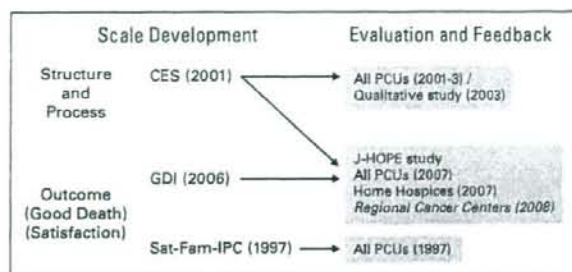 Scale Development
Evaluation and Feedback
Structure
and
Process
CES (2001)
All PCUs (2001-3) /
Qualitative study (2003)
Outcome
(Good Death)
(Satisfaction)
GDI (2006)
J-HOPE study
All PCUs (2007)
Home Hospices (2007)
Regional Cancer Centers (2008)
Sat-Fam-IPC (1997)
All PCUs (1997)